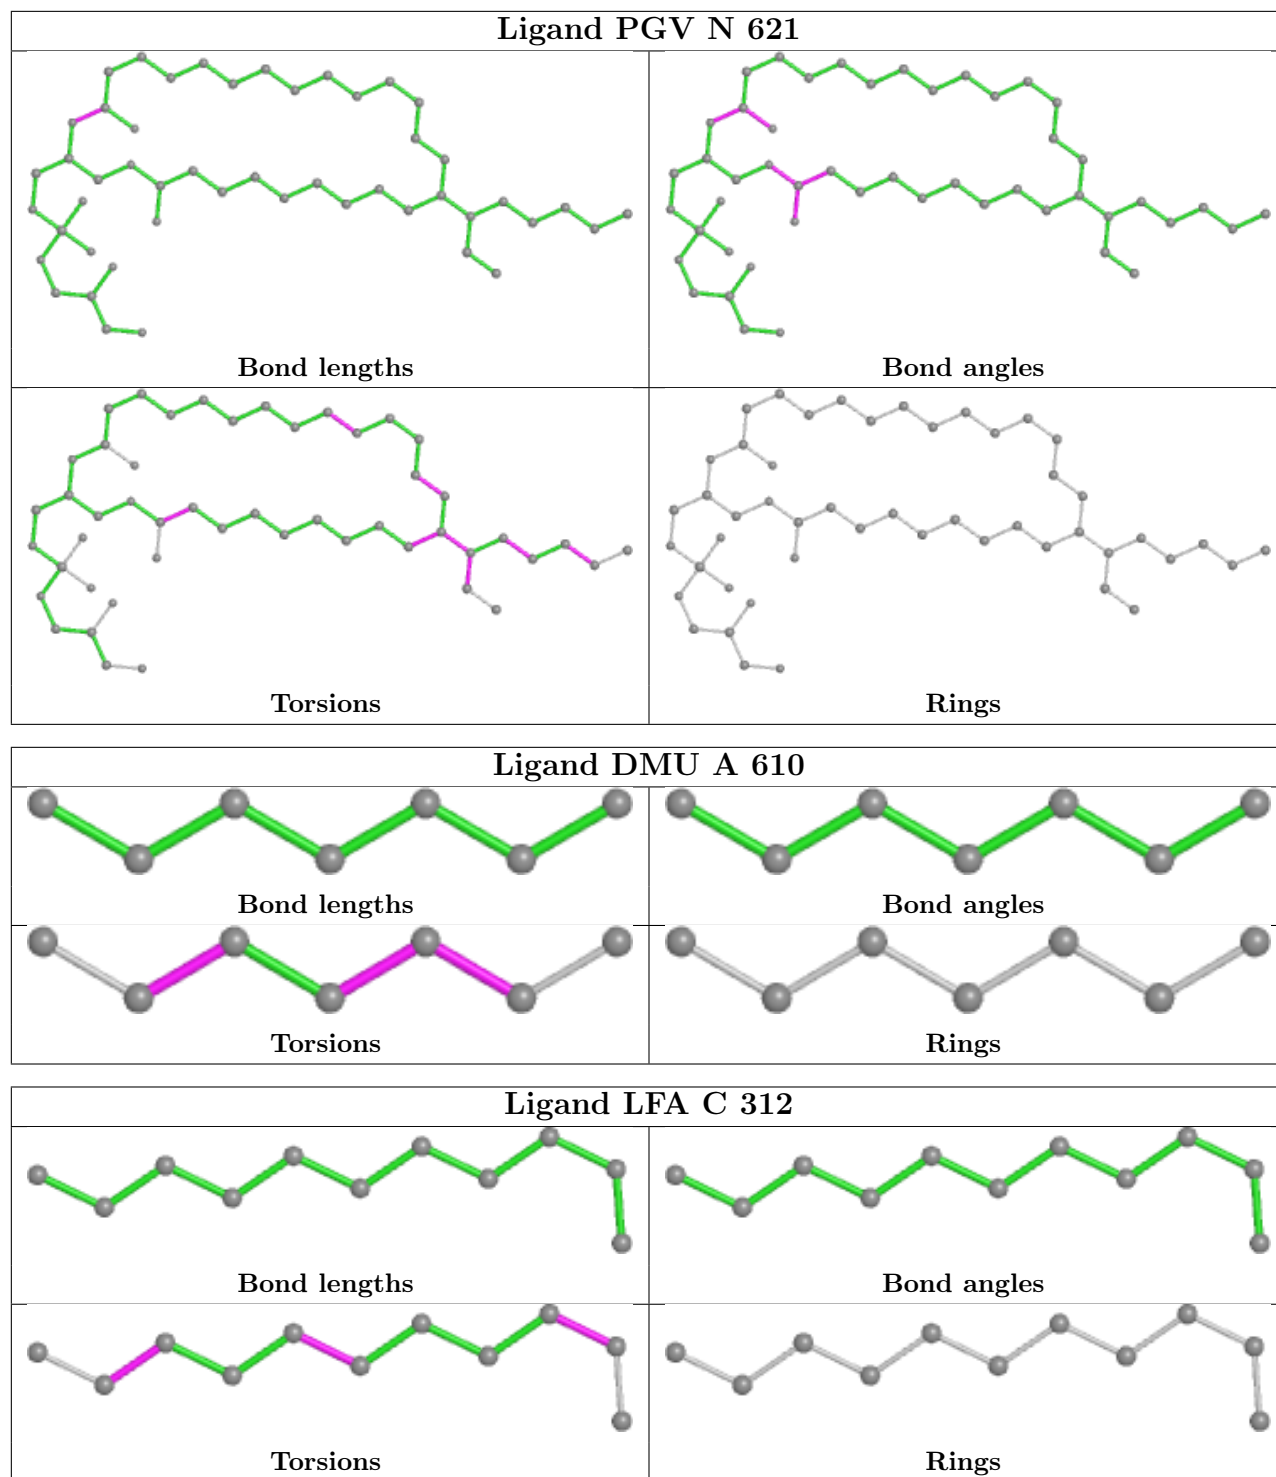 Ligand PGV N 621
Bond lengths
Bond angles
Torsions
Rings
Ligand DMU A 610
Bond lengths
Bond angles
Torsions
Rings
Ligand LFA C 312
Bond lengths
Bond angles
Torsions
Rings